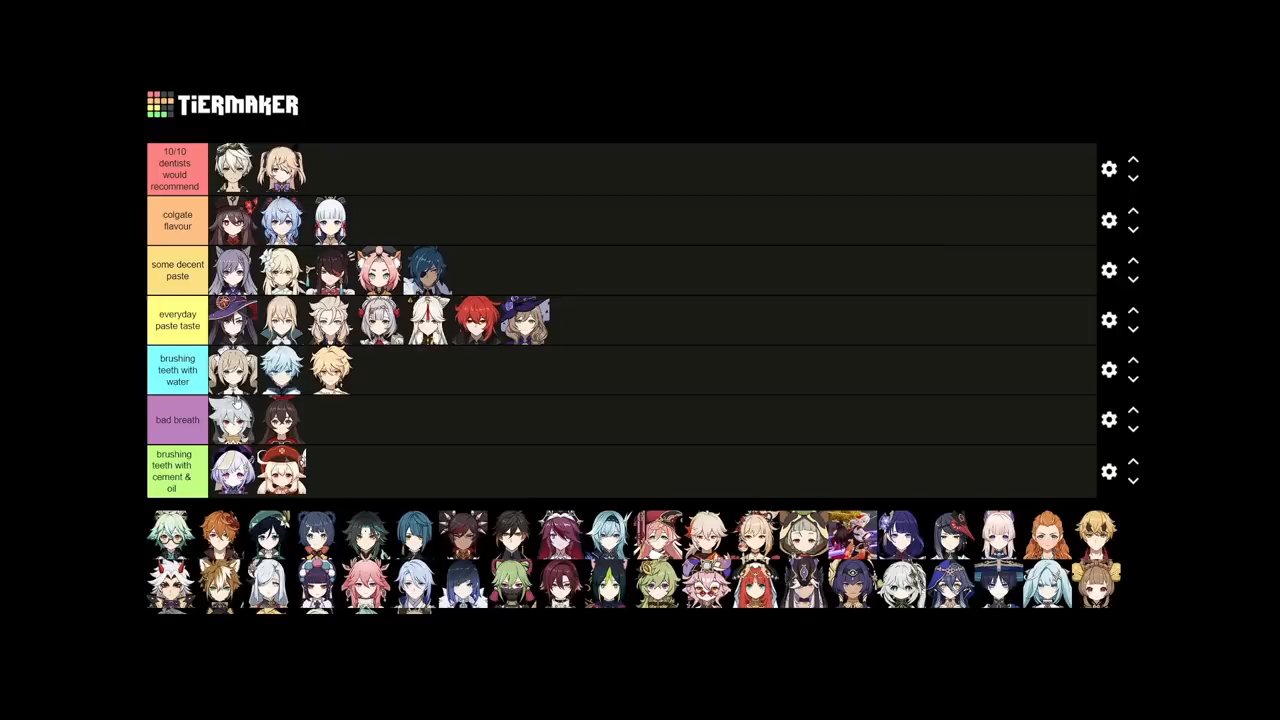 TIERMAKER
10/10
dentists
would
recommend
colgate
flavour
some decent
paste
everyday
paste taste
brushing
teeth with
water
bad breath
brushing
teeth with
cement &
oil